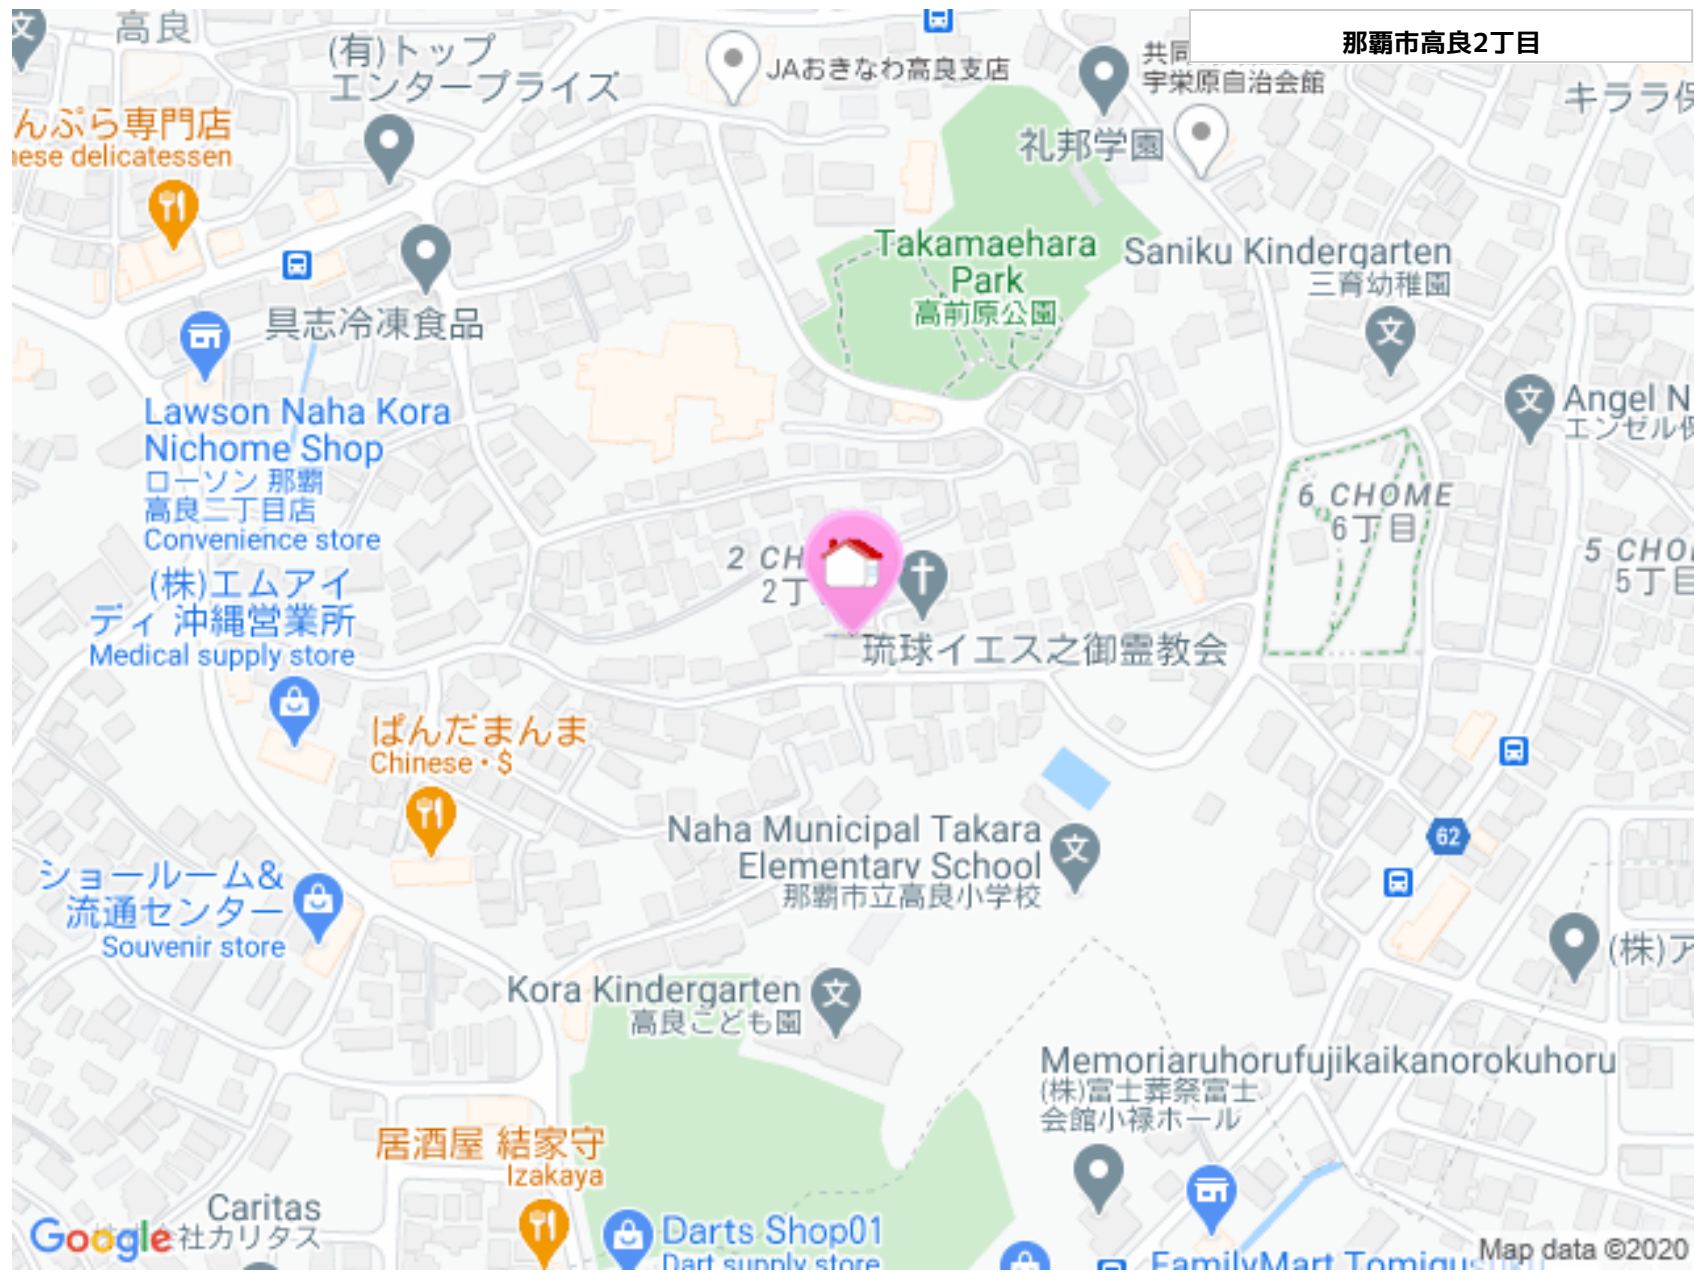 那覇市高良2丁目
高良
(有)トップ
エンタープライズ
JAおきなわ高良支店
共同
宇栄原自治会館
キララ保
んぷら専門店
nese delicatessen
礼邦学園
Takamaehara
Park
高前原公園
Saniku Kindergarten
三育幼稚園
具志冷凍食品
Lawson Naha Kora
Nichome Shop
ローソン 那覇
高良二丁目店
Convenience store
Angel N
エンゼル保
6 CHOME
6丁目
2 CH
2丁
5 CHO
5丁目
(株)エムアイ
ディ 沖縄営業所
Medical supply store
琉球イエス之御霊教会
ぱんだまんま
Chinese・$
Naha Municipal Takara
Elementary School
那覇市立高良小学校
62
ショールーム&
流通センター
Souvenir store
(株)ア
Kora Kindergarten
高良こども園
Memoriaruhorufujikaikanorokuhoru
(株)富士葬祭富士
会館小禄ホール
居酒屋 結家守
Izakaya
Caritas
社カリタス
Google
Darts Shop01
Dart supply store
FamilyMart Tomigusuku
Map data ©2020